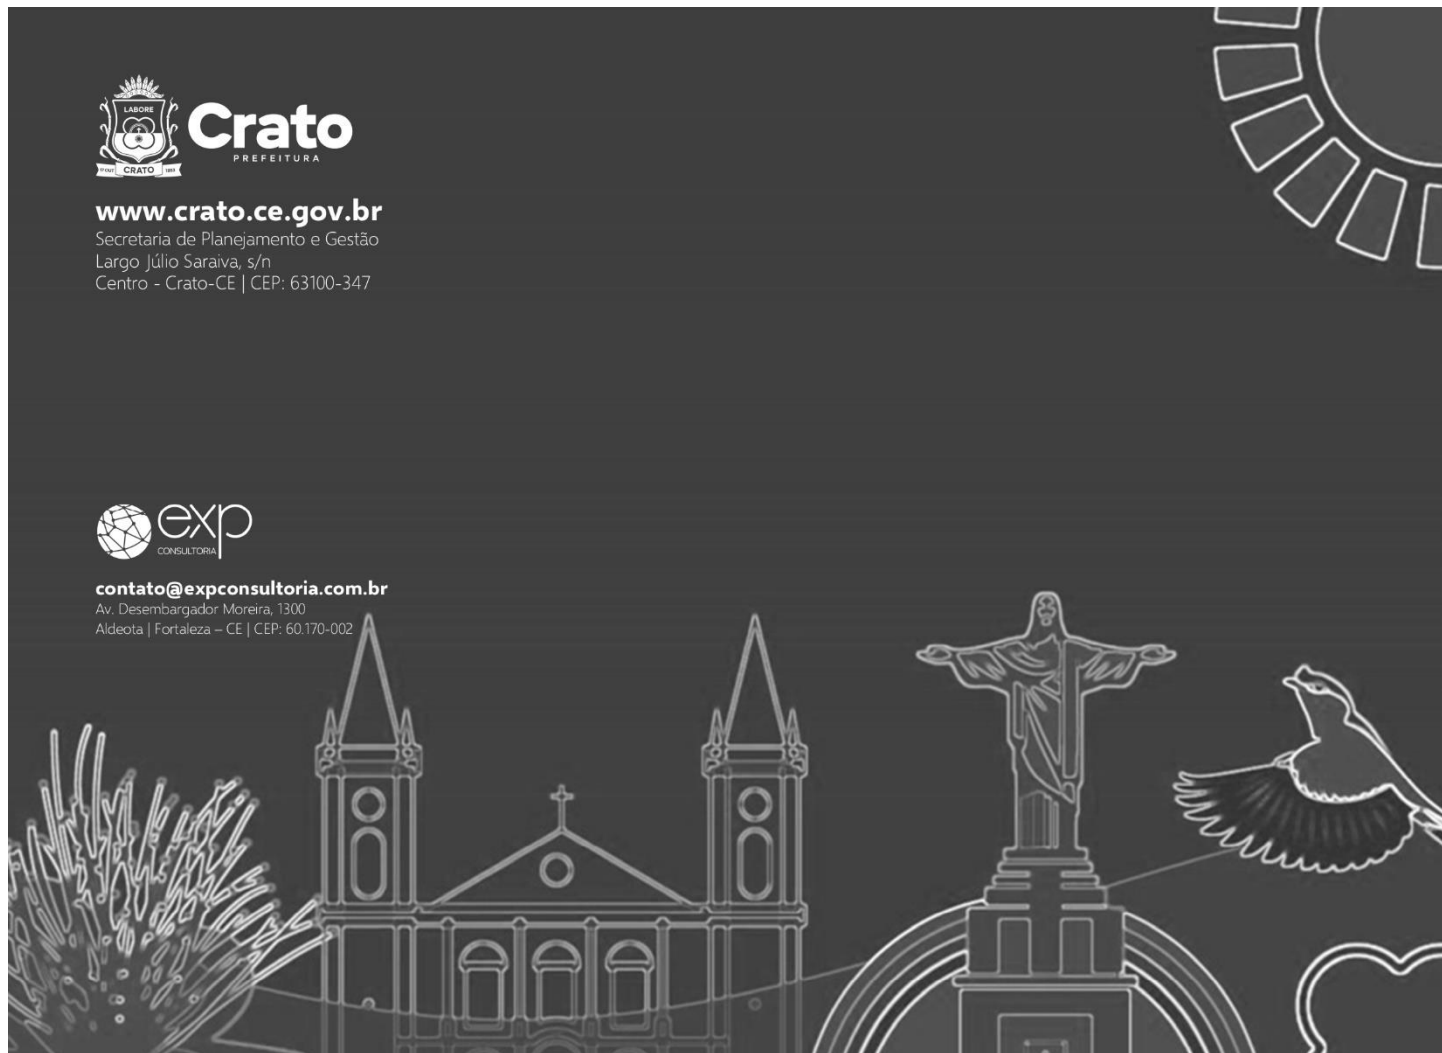 LABORE
CRATO
Crato
PREFEITURA
www.crato.ce.gov.br
Secretaria de Planejamento e Gestão
Largo Júlio Saraiva, s/n
Centro - Crato-CE | CEP: 63100-347
exp
CONSULTORIA
contato@expconsultoria.com.br
Av. Desembargador Moreira, 1300
Aldeota | Fortaleza – CE | CEP: 60.170-002